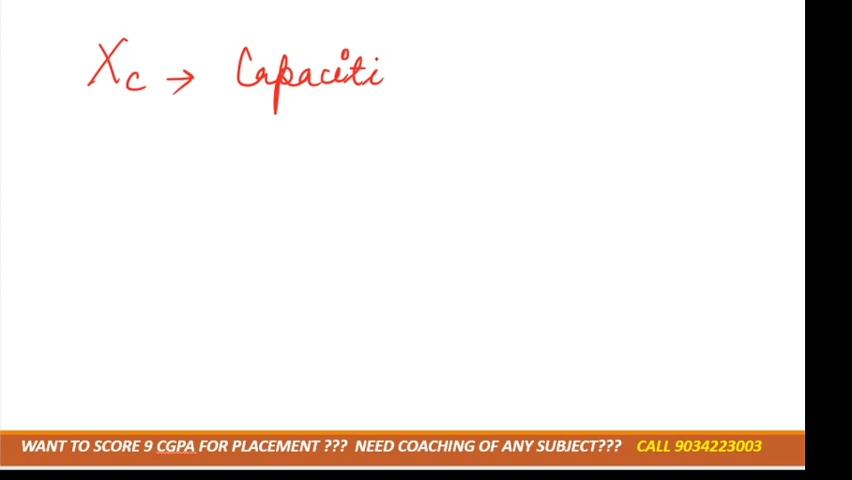 Xc → Capaciti
WANT TO SCORE 9 CGPA FOR PLACEMENT ??? NEED COACHING OF ANY SUBJECT??? CALL 9034223003